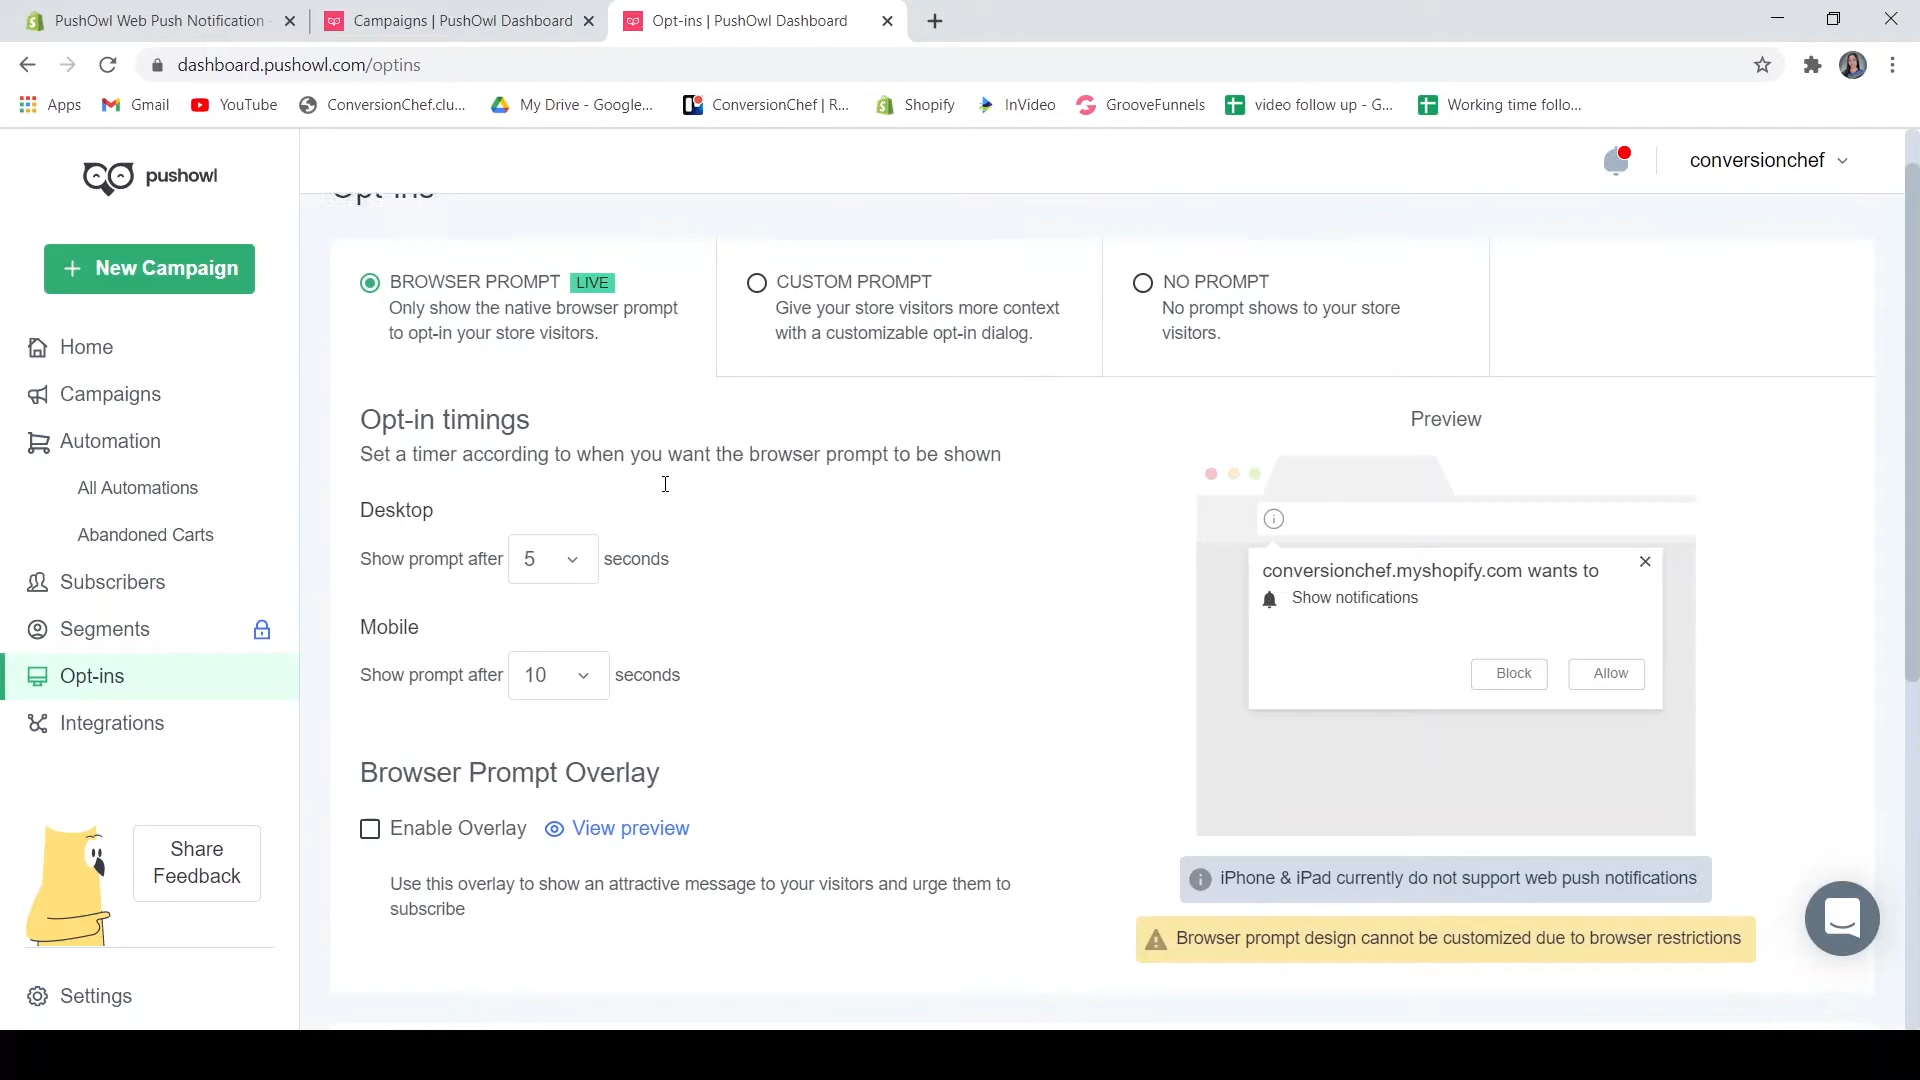 PushOwl Web Push Notification
Campaigns | PushOwl Dashboard
Opt-ins | PushOwl Dashboard
dashboard.pushowl.com/optins
Apps
Gmail
YouTube
ConversionChef.clu...
My Drive - Google...
ConversionChef | R...
Shopify
InVideo
GrooveFunnels
video follow up - G...
Working time follo...
pushowl
conversionchef
Opt-ins
+ New Campaign
Home
Campaigns
Automation
All Automations
Abandoned Carts
Subscribers
Segments
Opt-ins
Integrations
Share
Feedback
Settings
BROWSER PROMPT LIVE
Only show the native browser prompt
to opt-in your store visitors.
CUSTOM PROMPT
Give your store visitors more context
with a customizable opt-in dialog.
NO PROMPT
No prompt shows to your store
visitors.
Opt-in timings
Set a timer according to when you want the browser prompt to be shown
Desktop
Show prompt after 5 seconds
Mobile
Show prompt after 10 seconds
Browser Prompt Overlay
Enable Overlay View preview
Use this overlay to show an attractive message to your visitors and urge them to
subscribe
Preview
conversionchef.myshopify.com wants to
Show notifications
Block Allow
iPhone & iPad currently do not support web push notifications
Browser prompt design cannot be customized due to browser restrictions